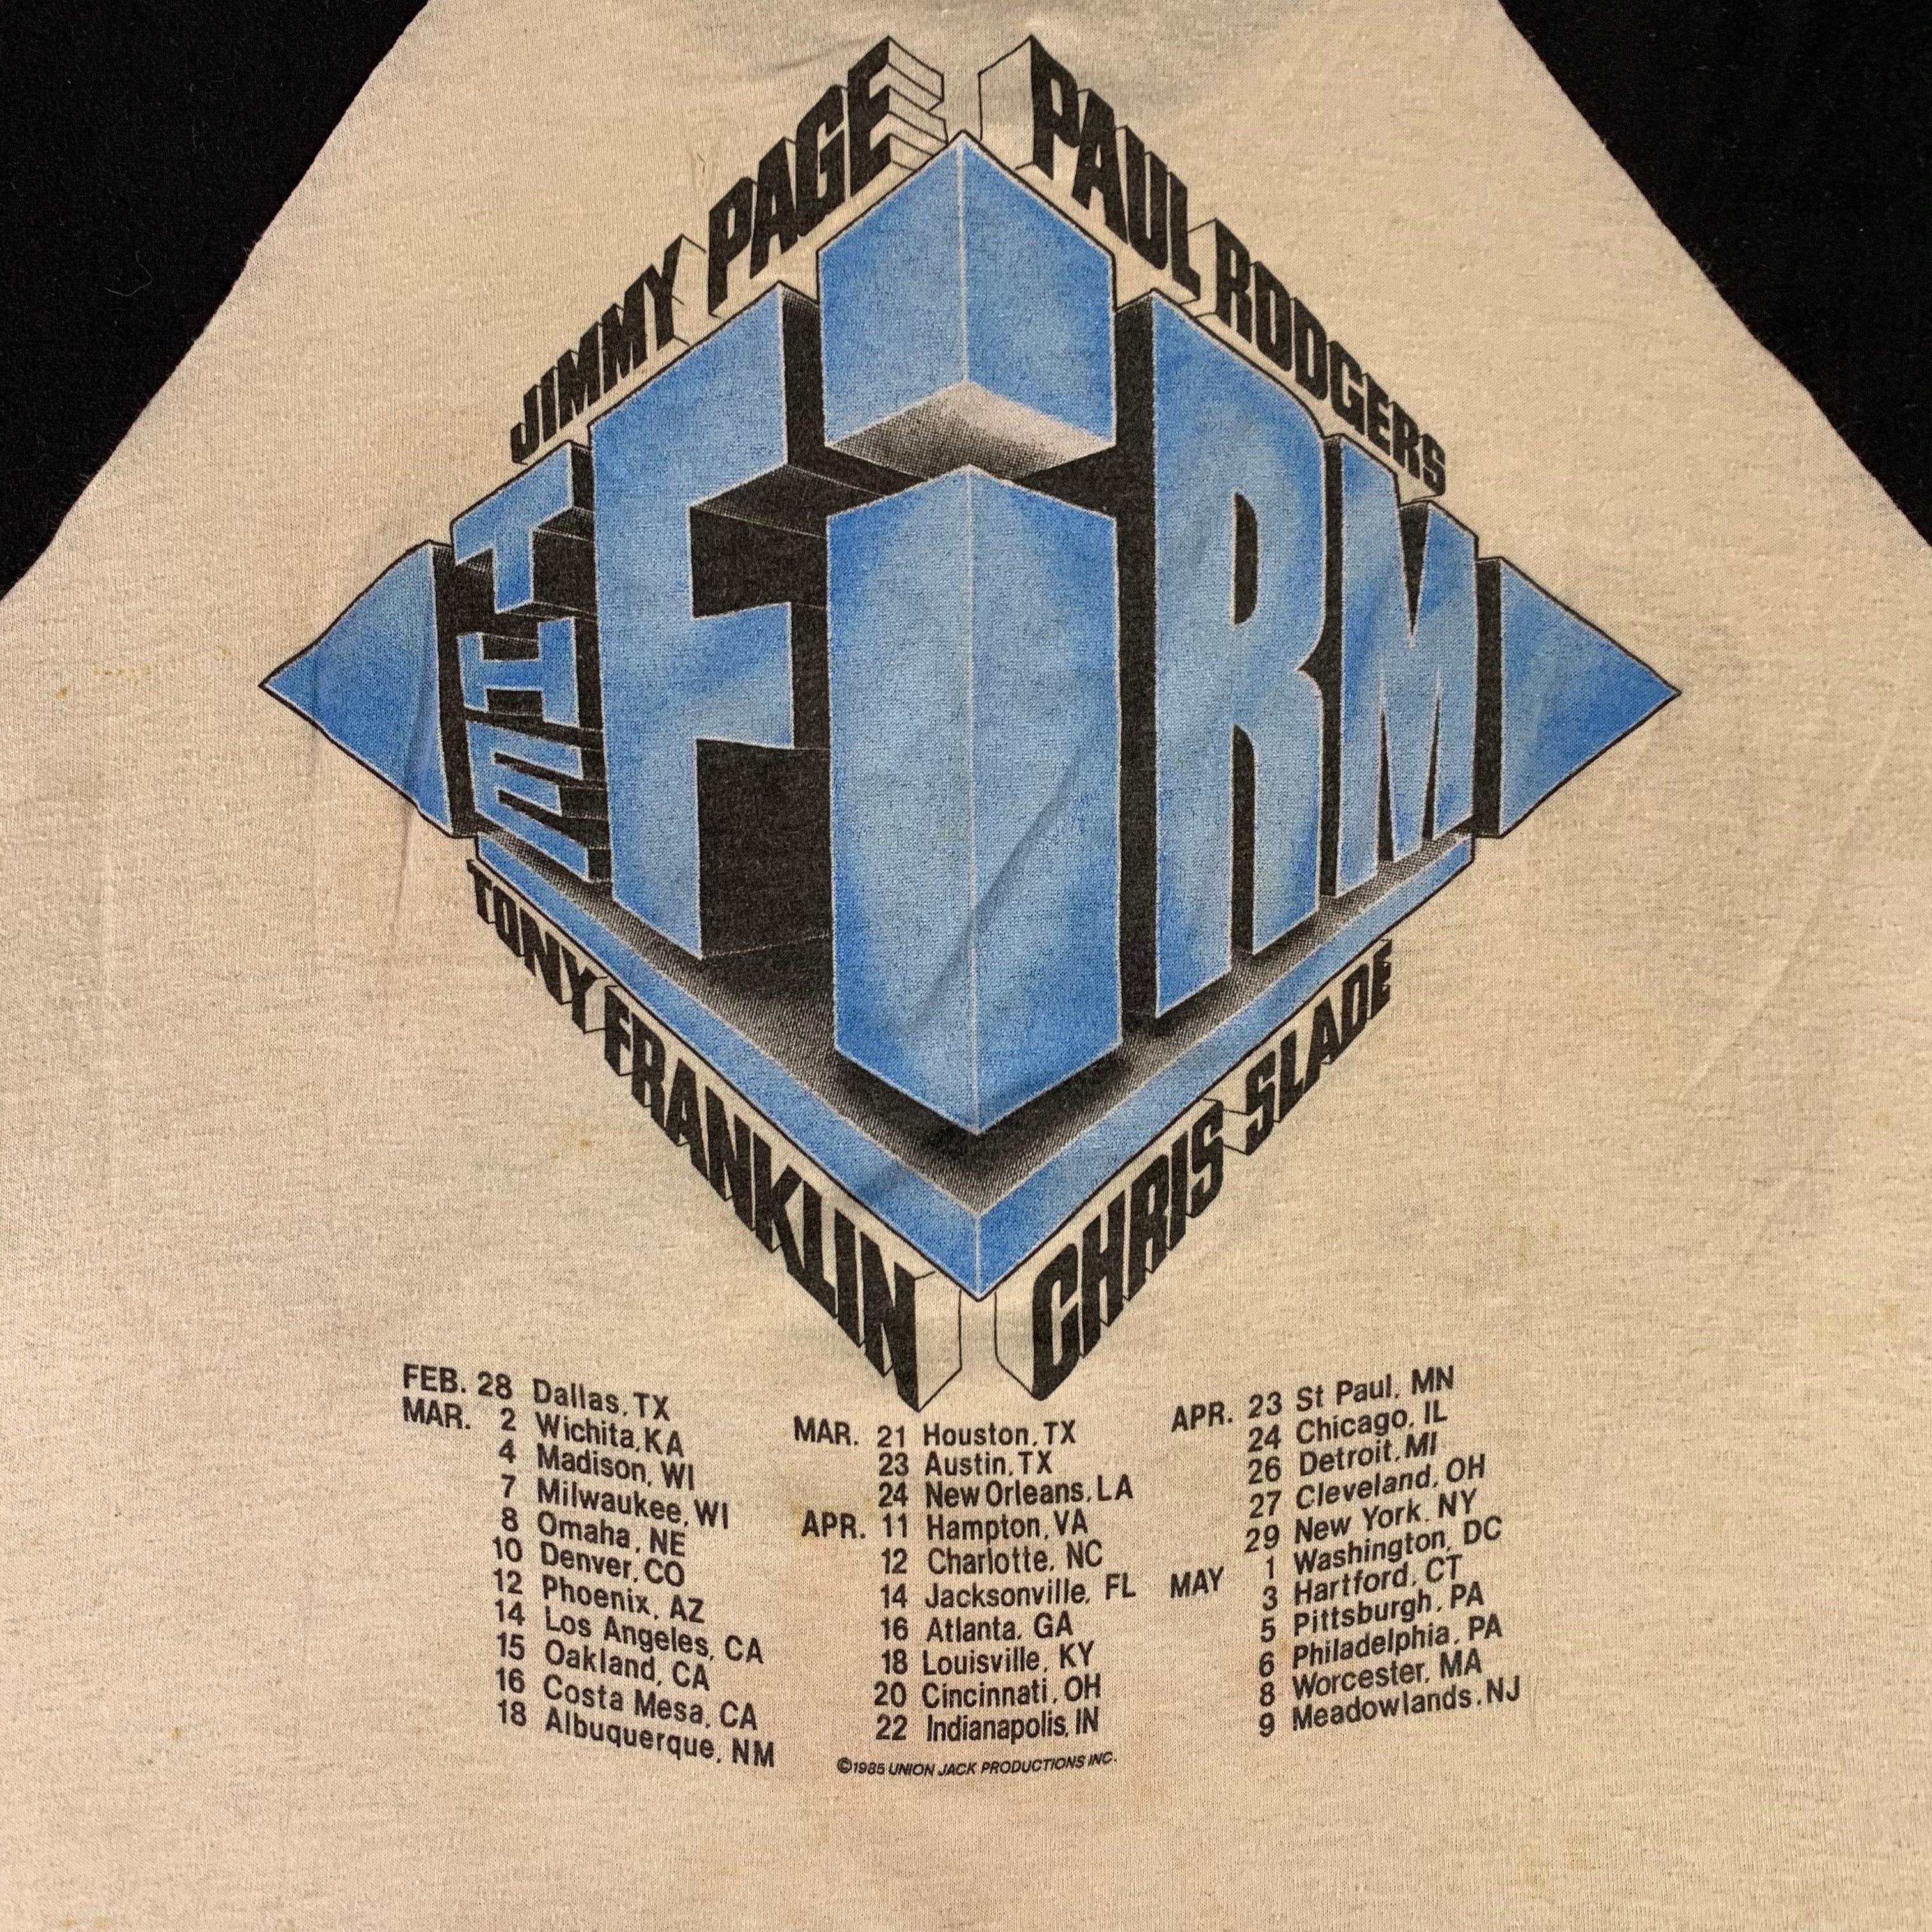 JIMMY PAGE
PAUL RODGERS
THE FIRM
TONY FRANKLIN
CHRIS SLADE
FEB. 28 Dallas, TX
MAR. 2 Wichita, KA
4 Madison, WI
7 Milwaukee, WI
8 Omaha, NE
10 Denver, CO
12 Phoenix, AZ
14 Los Angeles, CA
15 Oakland, CA
16 Costa Mesa, CA
18 Albuquerque, NM
MAR. 21 Houston, TX
23 Austin, TX
24 New Orleans, LA
APR. 11 Hampton, VA
12 Charlotte, NC
14 Jacksonville, FL
16 Atlanta, GA
18 Louisville, KY
20 Cincinnati, OH
22 Indianapolis, IN
APR. 23 St Paul, MN
24 Chicago, IL
26 Detroit, MI
27 Cleveland, OH
29 New York, NY
MAY 1 Washington, DC
3 Hartford, CT
5 Pittsburgh, PA
6 Philadelphia, PA
8 Worcester, MA
9 Meadowlands, NJ
©1985 UNION JACK PRODUCTIONS INC.